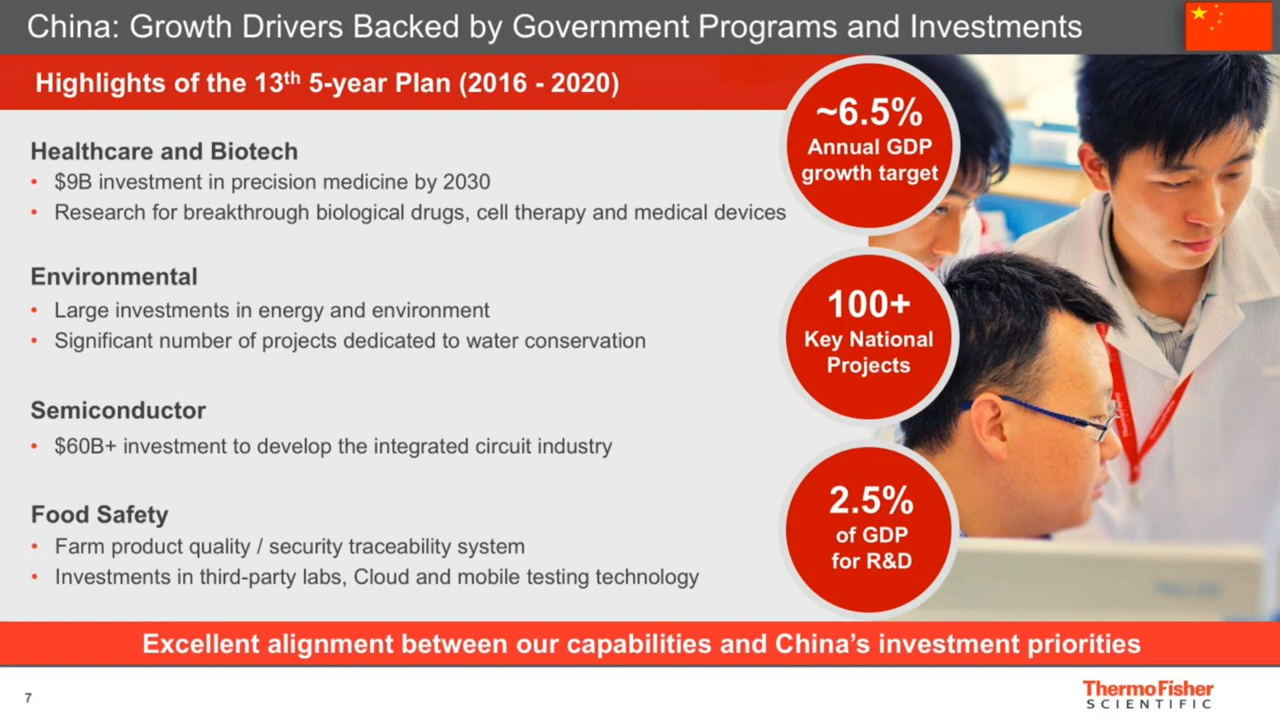 China: Growth Drivers Backed by Government Programs and Investments
Highlights of the 13th 5-year Plan (2016 - 2020)
Healthcare and Biotech
• $9B investment in precision medicine by 2030
• Research for breakthrough biological drugs, cell therapy and medical devices
Environmental
• Large investments in energy and environment
• Significant number of projects dedicated to water conservation
Semiconductor
• $60B+ investment to develop the integrated circuit industry
Food Safety
• Farm product quality / security traceability system
• Investments in third-party labs, Cloud and mobile testing technology
~6.5%
Annual GDP
growth target
100+
Key National
Projects
2.5%
of GDP
for R&D
Excellent alignment between our capabilities and China's investment priorities
7
ThermoFisher
SCIENTIFIC